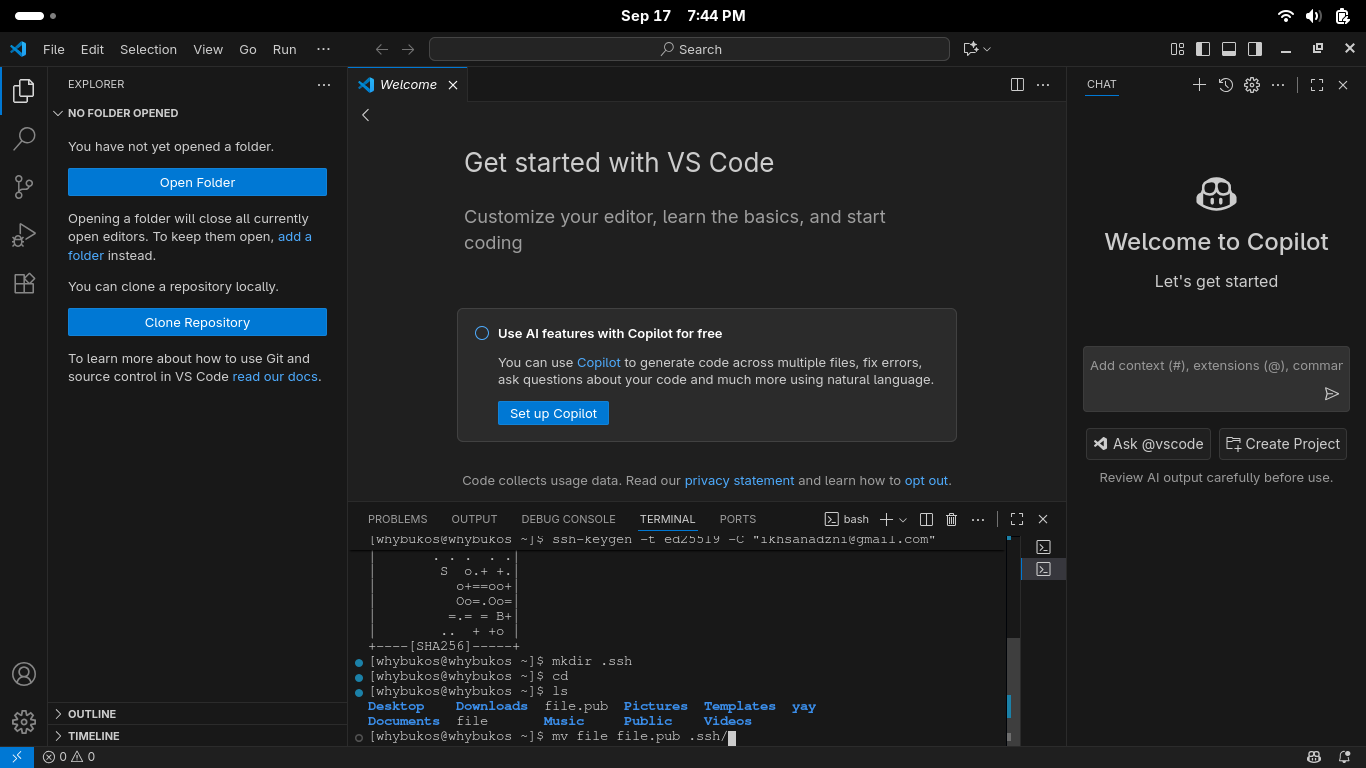 Sep 17 7:44 PM
File Edit Selection View Go Run ···
Search
EXPLORER
NO FOLDER OPENED
You have not yet opened a folder.
Open Folder
Opening a folder will close all currently
open editors. To keep them open, add a
folder instead.
You can clone a repository locally.
Clone Repository
To learn more about how to use Git and
source control in VS Code read our docs.
OUTLINE
TIMELINE
Welcome
Get started with VS Code
Customize your editor, learn the basics, and start
coding
Use AI features with Copilot for free
You can use Copilot to generate code across multiple files, fix errors,
ask questions about your code and much more using natural language.
Set up Copilot
Code collects usage data. Read our privacy statement and learn how to opt out.
PROBLEMS OUTPUT DEBUG CONSOLE TERMINAL PORTS
bash
[whybukos@whybukos ~]$ ssh-keygen -t ed25519 -C "ikhsanadzhi@gmail.com"
|       . . .  . .|
|        S  o.+ +.|
|          o+==oo+|
|          Oo=.Oo=|
|         =.= = B+|
|        ..  + +o |
+----[SHA256]-----+
[whybukos@whybukos ~]$ mkdir .ssh
[whybukos@whybukos ~]$ cd
[whybukos@whybukos ~]$ ls
Desktop    Downloads  file.pub  Pictures  Templates  yay
Documents  file       Music     Public    Videos
[whybukos@whybukos ~]$ mv file file.pub .ssh/
CHAT
Welcome to Copilot
Let's get started
Add context (#), extensions (@), commar
Ask @vscode
Create Project
Review AI output carefully before use.
0 0